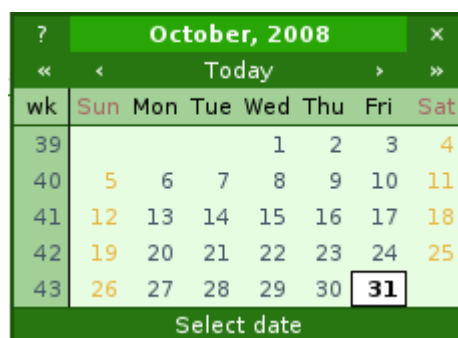 ? October, 2008 ×
« ‹ Today › »
wk Sun Mon Tue Wed Thu Fri Sat
39 1 2 3 4
40 5 6 7 8 9 10 11
41 12 13 14 15 16 17 18
42 19 20 21 22 23 24 25
43 26 27 28 29 30 31
Select date